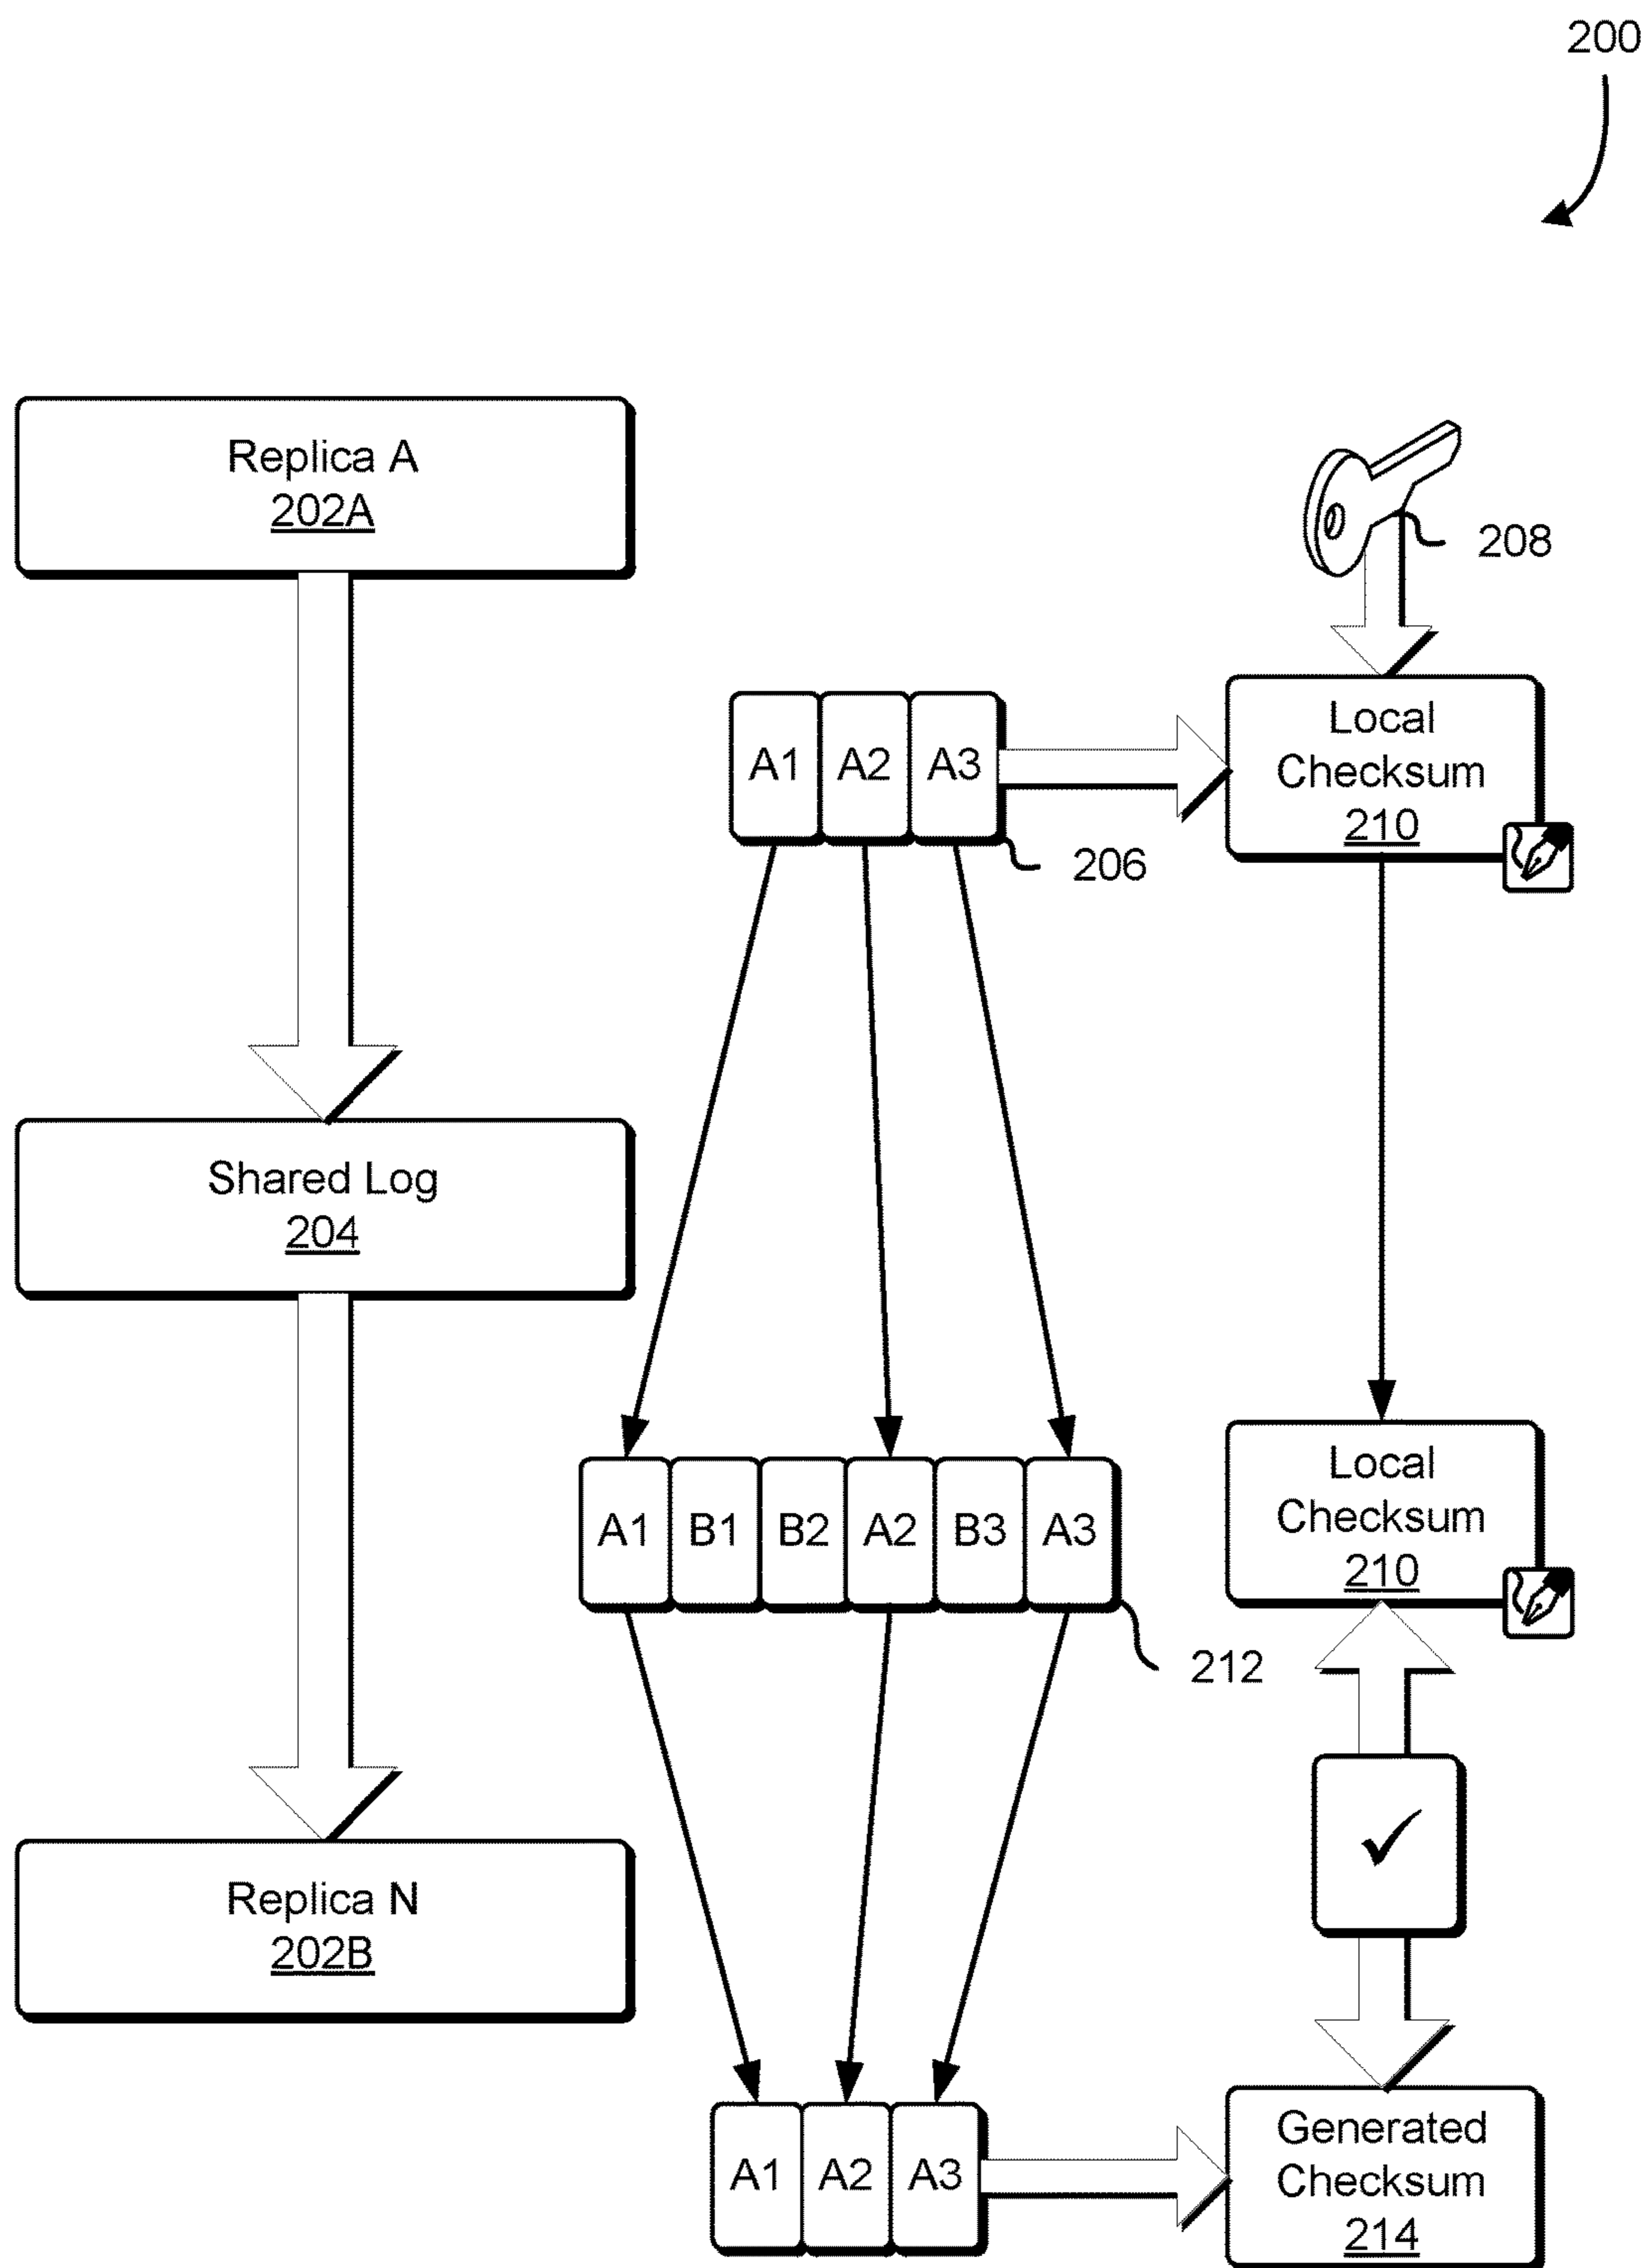 200
Replica A
202A
208
Local
Checksum
210
A1 A2 A3
206
Shared Log
204
A1 B1 B2 A2 B3 A3
212
Local
Checksum
210
Replica N
202B
A1 A2 A3
Generated
Checksum
214